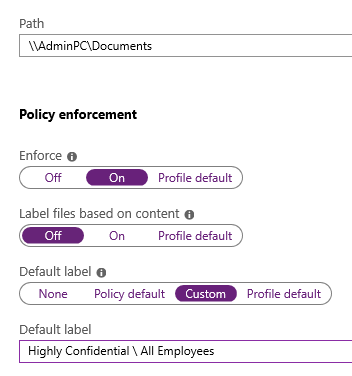 Path
\\AdminPC\Documents
Policy enforcement
Enforce
Off On Profile default
Label files based on content
Off On Profile default
Default label
None Policy default Custom Profile default
Default label
Highly Confidential \ All Employees